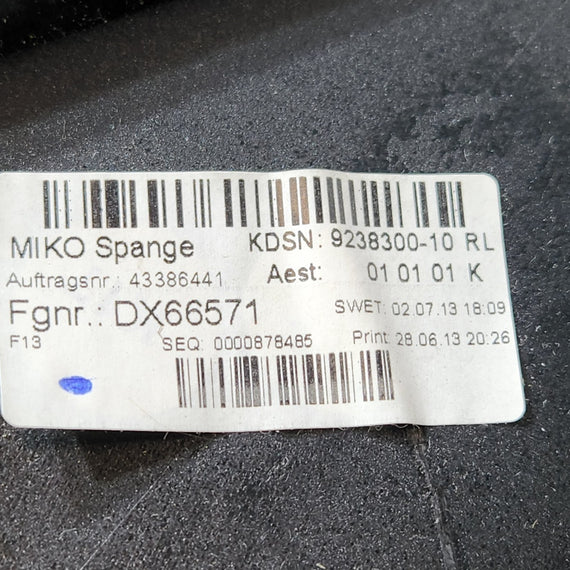 MIKO Spange KDSN: 9238300-10 RL
Auftragsnr.: 43386441 Aest: 01 01 01 K
Fgnr.: DX66571 SWET: 02.07.13 18:09
F13 SEQ: 0000878485 Print: 28.06.13 20:26